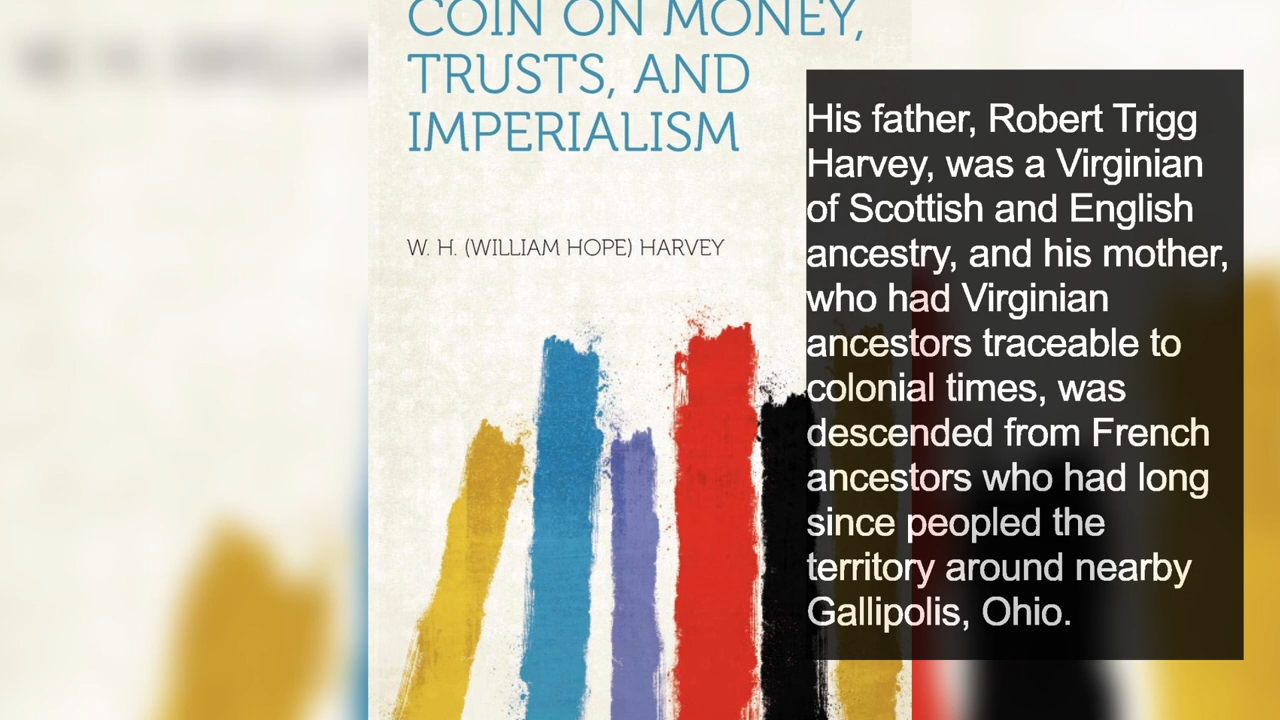 COIN ON MONEY,
TRUSTS, AND
IMPERIALISM
W. H. (WILLIAM HOPE) HARVEY
His father, Robert Trigg
Harvey, was a Virginian
of Scottish and English
ancestry, and his mother,
who had Virginian
ancestors traceable to
colonial times, was
descended from French
ancestors who had long
since peopled the
territory around nearby
Gallipolis, Ohio.